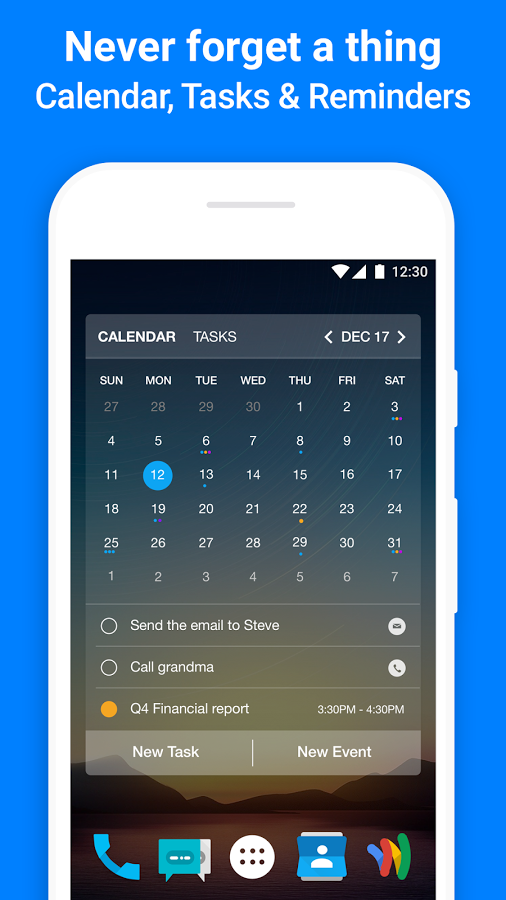 Never forget a thing
Calendar, Tasks & Reminders
12:30
CALENDAR TASKS DEC 17
SUN MON TUE WED THU FRI SAT
27 28 29 30 1 2 3
4 5 6 7 8 9 10
11 12 13 14 15 16 17
18 19 20 21 22 23 24
25 26 27 28 29 30 31
1 2 3 4 5 6 7
Send the email to Steve
Call grandma
Q4 Financial report 3:30PM - 4:30PM
New Task New Event